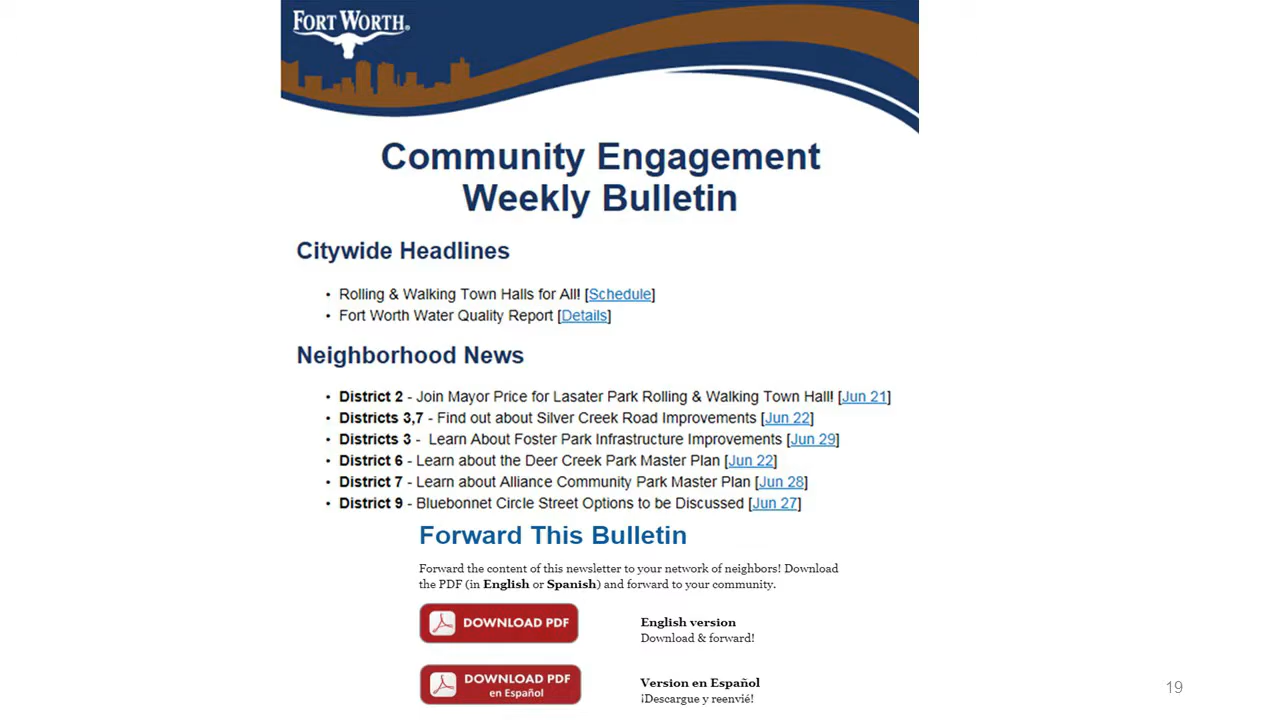 FORT WORTH®
Community Engagement
Weekly Bulletin
Citywide Headlines
• Rolling & Walking Town Halls for All! [Schedule]
• Fort Worth Water Quality Report [Details]
Neighborhood News
• District 2 - Join Mayor Price for Lasater Park Rolling & Walking Town Hall! [Jun 21]
• Districts 3,7 - Find out about Silver Creek Road Improvements [Jun 22]
• Districts 3 - Learn About Foster Park Infrastructure Improvements [Jun 29]
• District 6 - Learn about the Deer Creek Park Master Plan [Jun 22]
• District 7 - Learn about Alliance Community Park Master Plan [Jun 28]
• District 9 - Bluebonnet Circle Street Options to be Discussed [Jun 27]
Forward This Bulletin
Forward the content of this newsletter to your network of neighbors! Download
the PDF (in English or Spanish) and forward to your community.
DOWNLOAD PDF
English version
Download & forward!
DOWNLOAD PDF
en Español
Version en Español
¡Descargue y reenvié!
19